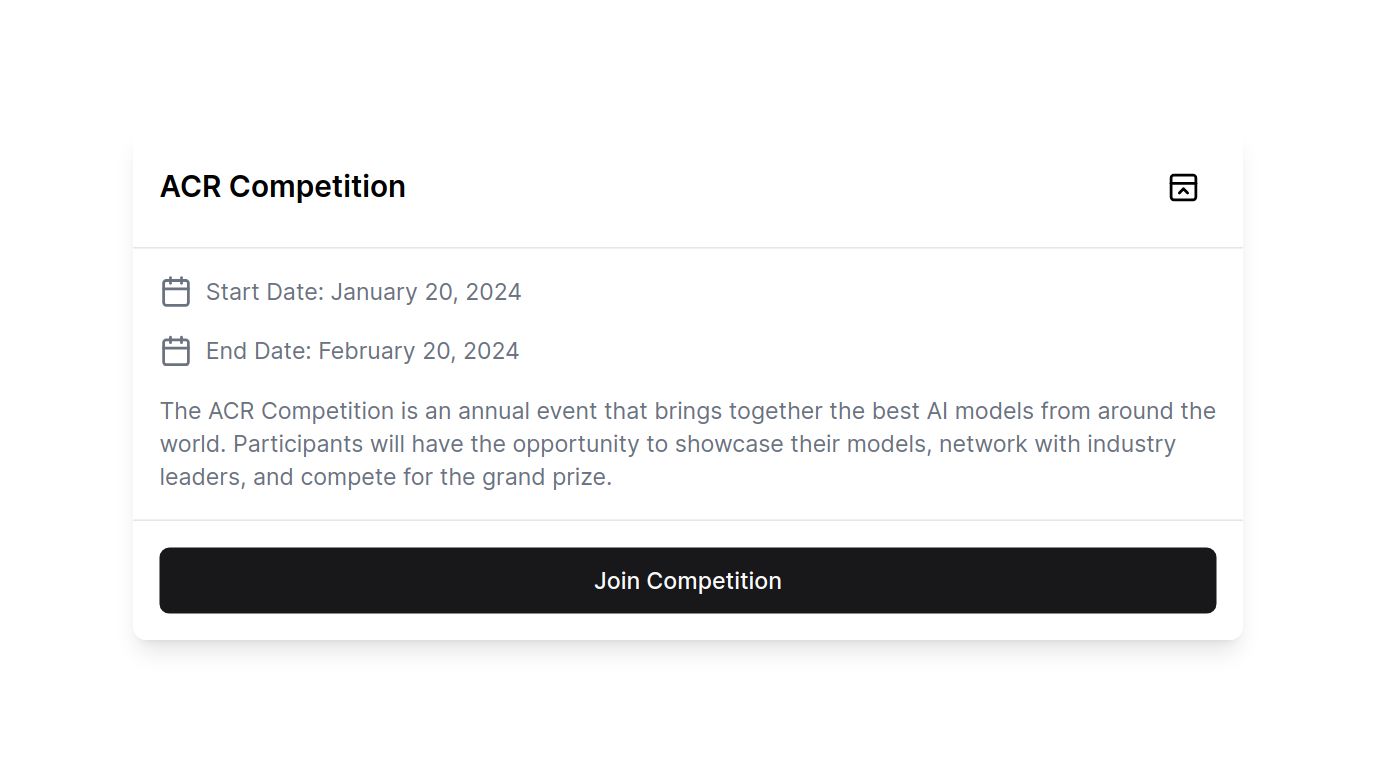 ACR Competition
Start Date: January 20, 2024
End Date: February 20, 2024
The ACR Competition is an annual event that brings together the best AI models from around the
world. Participants will have the opportunity to showcase their models, network with industry
leaders, and compete for the grand prize.
Join Competition